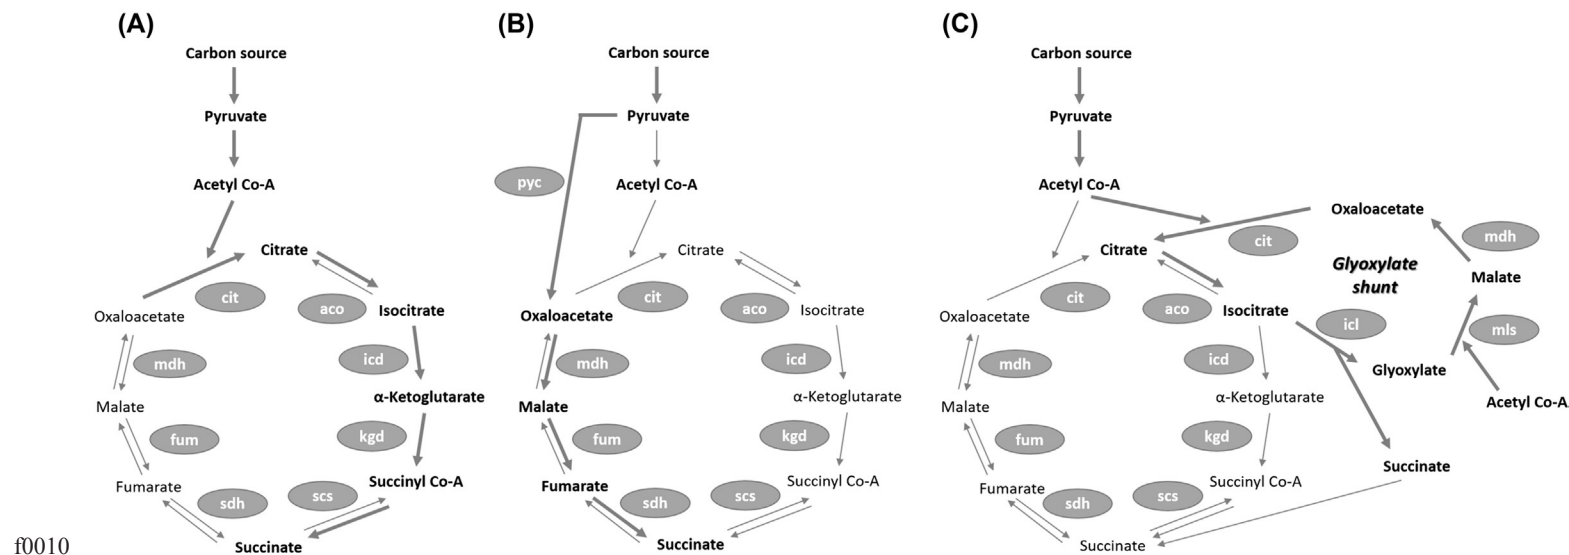 (A)
Carbon source
Pyruvate
Acetyl Co-A
Citrate
cit
aco
Oxaloacetate
Isocitrate
mdh
icd
Malate
α-Ketoglutarate
fum
kgd
Fumarate
Succinyl Co-A
sdh
scs
Succinate
(B)
Carbon source
Pyruvate
pyc
Acetyl Co-A
Citrate
cit
aco
Oxaloacetate
Isocitrate
mdh
icd
Malate
α-Ketoglutarate
fum
kgd
Fumarate
Succinyl Co-A
sdh
scs
Succinate
(C)
Carbon source
Pyruvate
Acetyl Co-A
Oxaloacetate
Citrate
cit
mdh
Glyoxylate
shunt
Malate
cit
aco
Oxaloacetate
Isocitrate
icl
mls
mdh
icd
Glyoxylate
Malate
α-Ketoglutarate
Acetyl Co-A
fum
kgd
Succinate
Fumarate
Succinyl Co-A
sdh
scs
Succinate
f0010